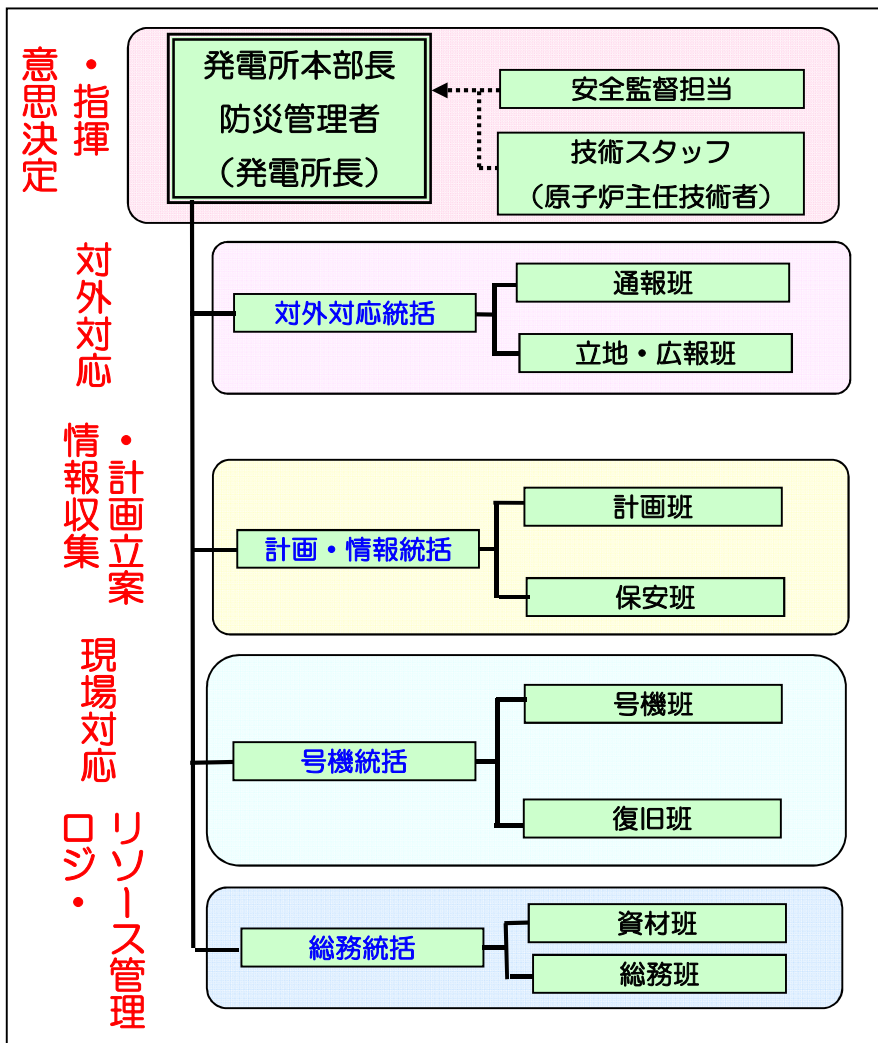 意思決定
・指揮
発電所本部長
防災管理者
（発電所長）
安全監督担当
技術スタッフ
（原子炉主任技術者）
対外対応
対外対応統括
通報班
立地・広報班
情報収集
・計画立案
計画・情報統括
計画班
保安班
現場対応
号機統括
号機班
復旧班
ロジ・
リソース管理
総務統括
資材班
総務班